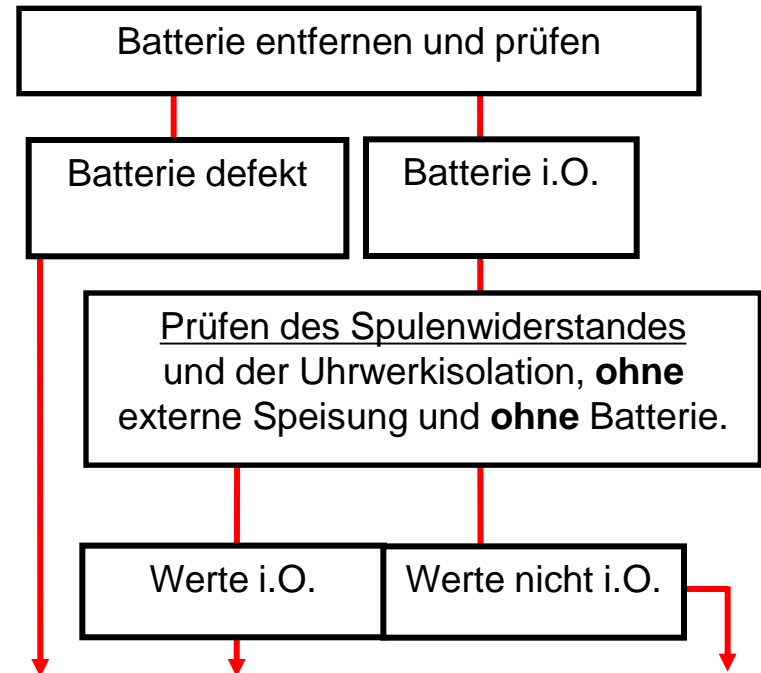 Batterie entfernen und prüfen
Batterie defekt
Batterie i.O.
Prüfen des Spulenwiderstandes
und der Uhrwerkisolation, ohne
externe Speisung und ohne Batterie.
Werte i.O.
Werte nicht i.O.